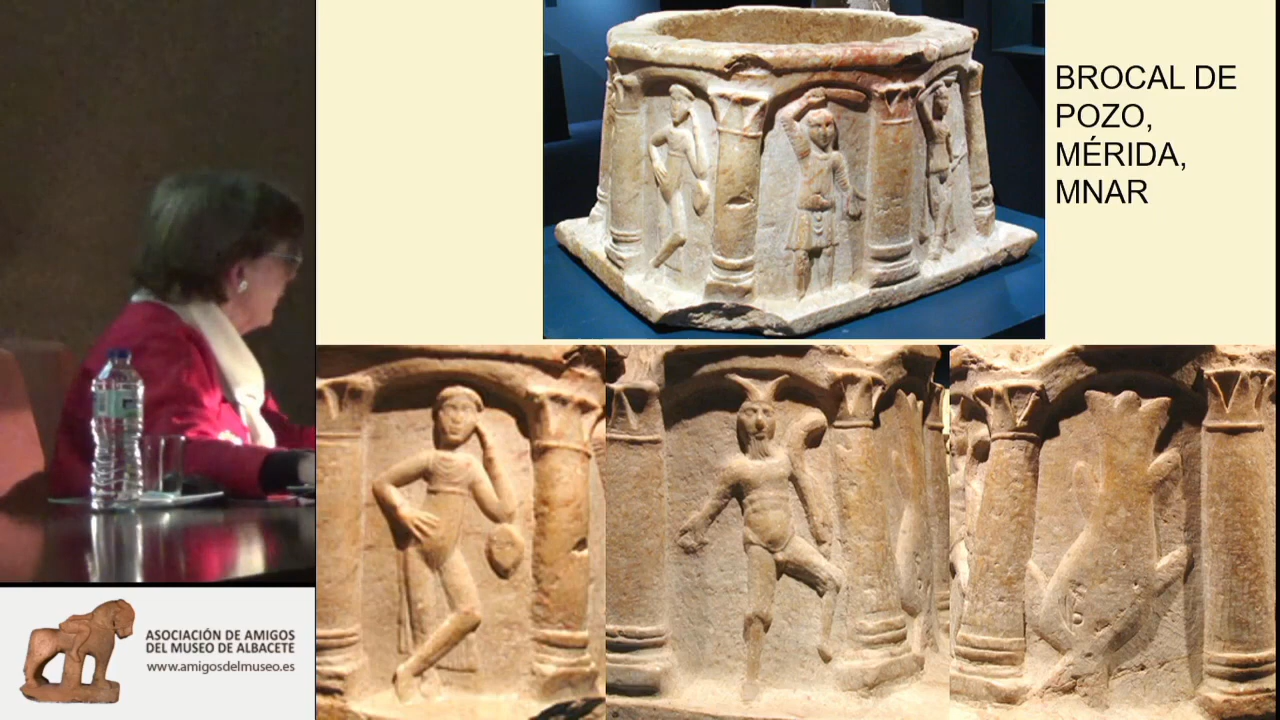 BROCAL DE
POZO,
MÉRIDA,
MNAR
ASOCIACIÓN DE AMIGOS
DEL MUSEO DE ALBACETE
www.amigosdelmuseo.es